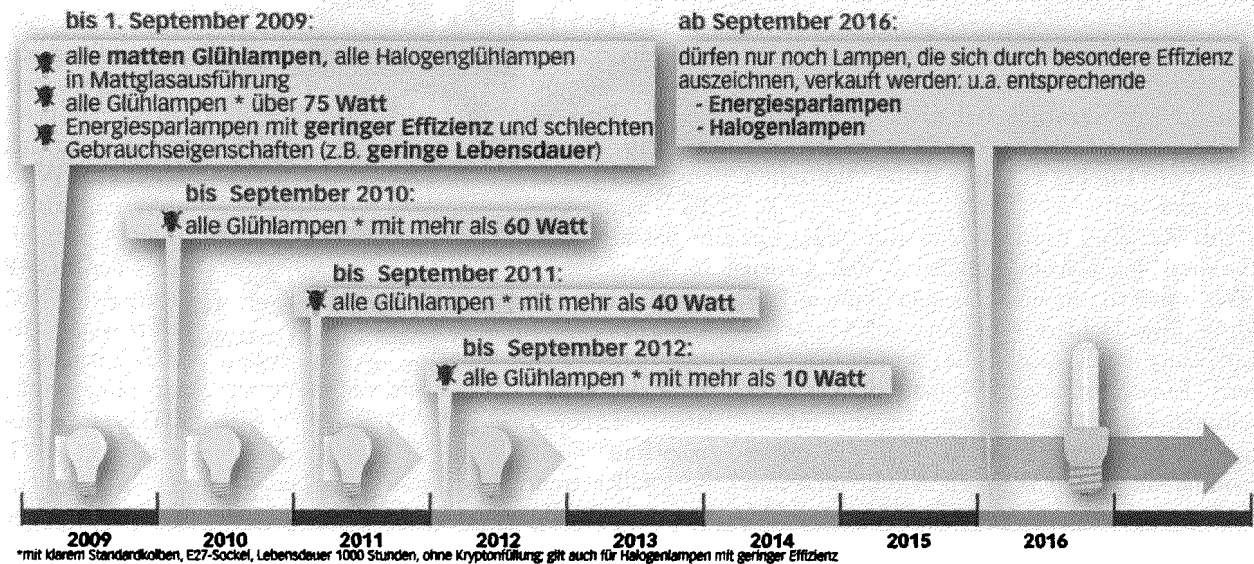 bis 1. September 2009:
alle matten Glühlampen, alle Halogenglühlampen
in Mattglasausführung
alle Glühlampen * über 75 Watt
Energiesparlampen mit geringer Effizienz und schlechten
Gebrauchseigenschaften (z.B. geringe Lebensdauer)
ab September 2016:
dürfen nur noch Lampen, die sich durch besondere Effizienz
auszeichnen, verkauft werden: u.a. entsprechende
- Energiesparlampen
- Halogenlampen
bis September 2010:
alle Glühlampen * mit mehr als 60 Watt
bis September 2011:
alle Glühlampen * mit mehr als 40 Watt
bis September 2012:
alle Glühlampen * mit mehr als 10 Watt
2009 2010 2011 2012 2013 2014 2015 2016
*mit klarem Standardkolben, E27-Sockel, Lebensdauer 1000 Stunden, ohne Kryptonfüllung; gilt auch für Halogenlampen mit geringer Effizienz